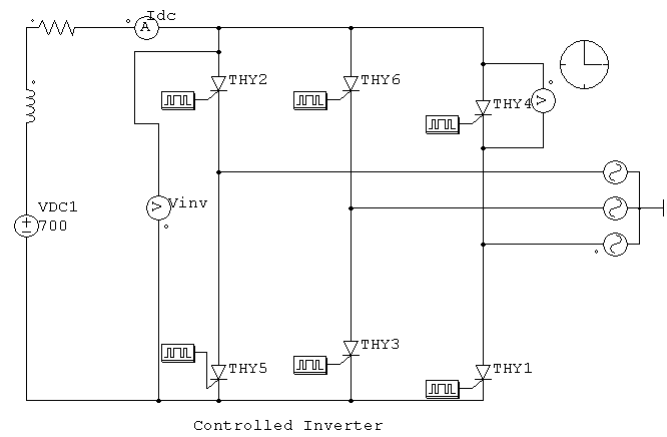 Idc
A
THY2
THY6
THY4
V
VDC1
700
V
Vinv
THY5
THY3
THY1
Controlled Inverter